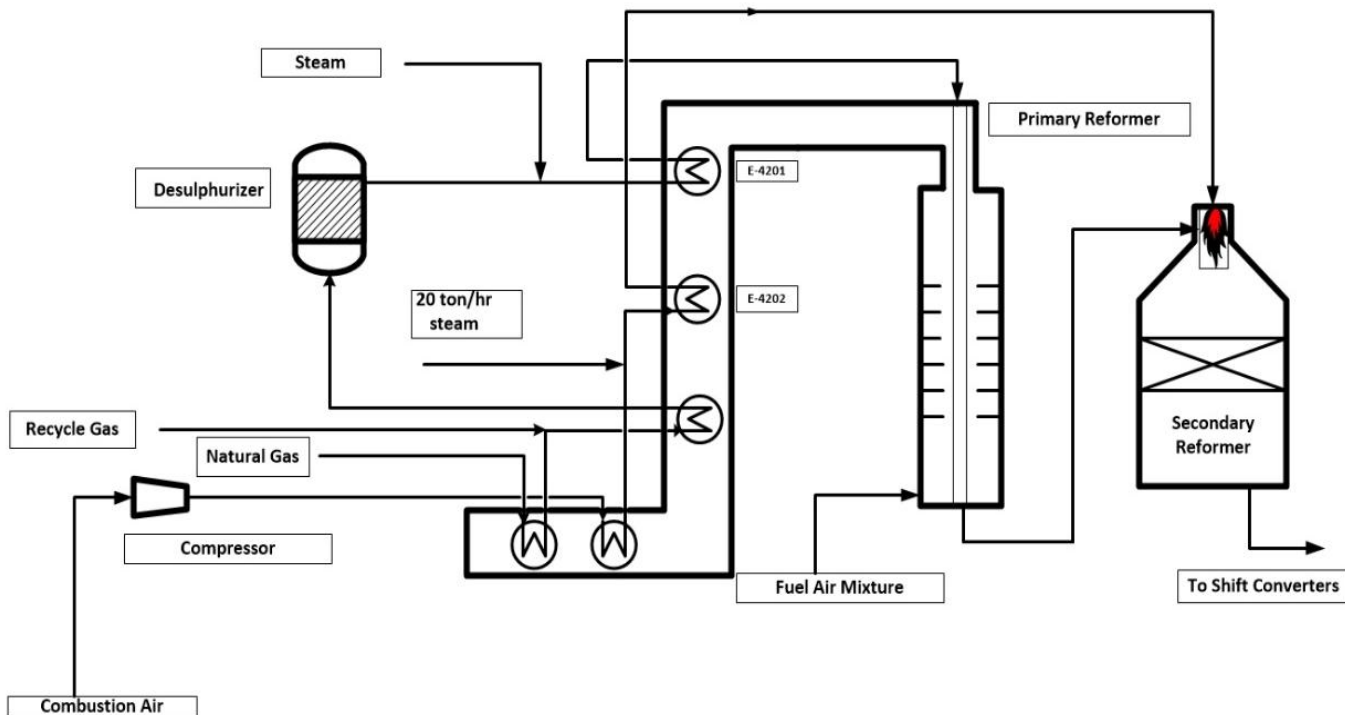 Steam
Primary Reformer
E-4201
Desulphurizer
20 ton/hr
steam
E-4202
Recycle Gas
Natural Gas
Secondary
Reformer
Compressor
Fuel Air Mixture
To Shift Converters
Combustion Air